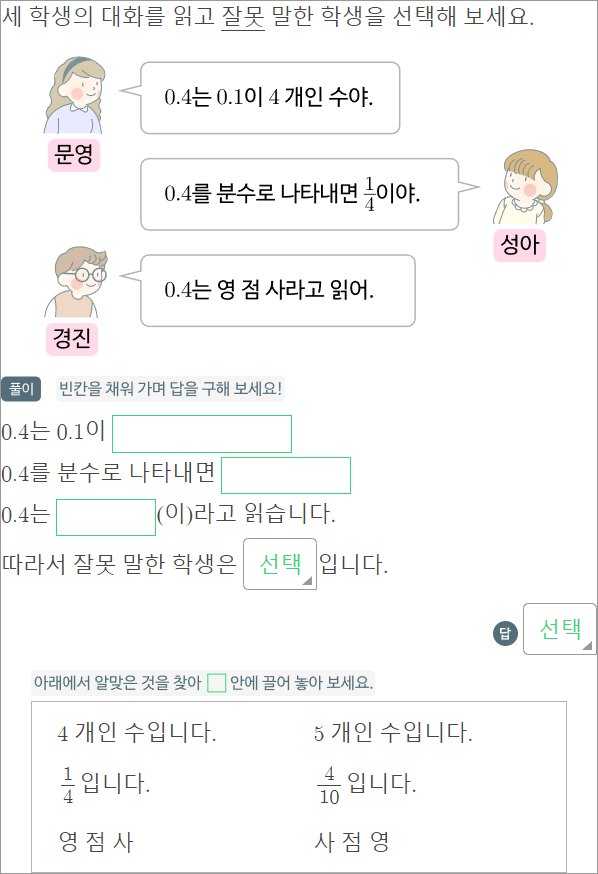 세 학생의 대화를 읽고 잘못 말한 학생을 선택해 보세요.
0.4는 0.1이 4 개인 수야.
문영
0.4를 분수로 나타내면 1/4이야.
성아
0.4는 영 점 사라고 읽어.
경진
풀이 빈칸을 채워 가며 답을 구해 보세요!
0.4는 0.1이
0.4를 분수로 나타내면
0.4는 (이)라고 읽습니다.
따라서 잘못 말한 학생은 선택 입니다.
답 선택
아래에서 알맞은 것을 찾아 안에 끌어 놓아 보세요.
4 개인 수입니다. 5 개인 수입니다.
1/4 입니다. 4/10 입니다.
영 점 사 사 점 영